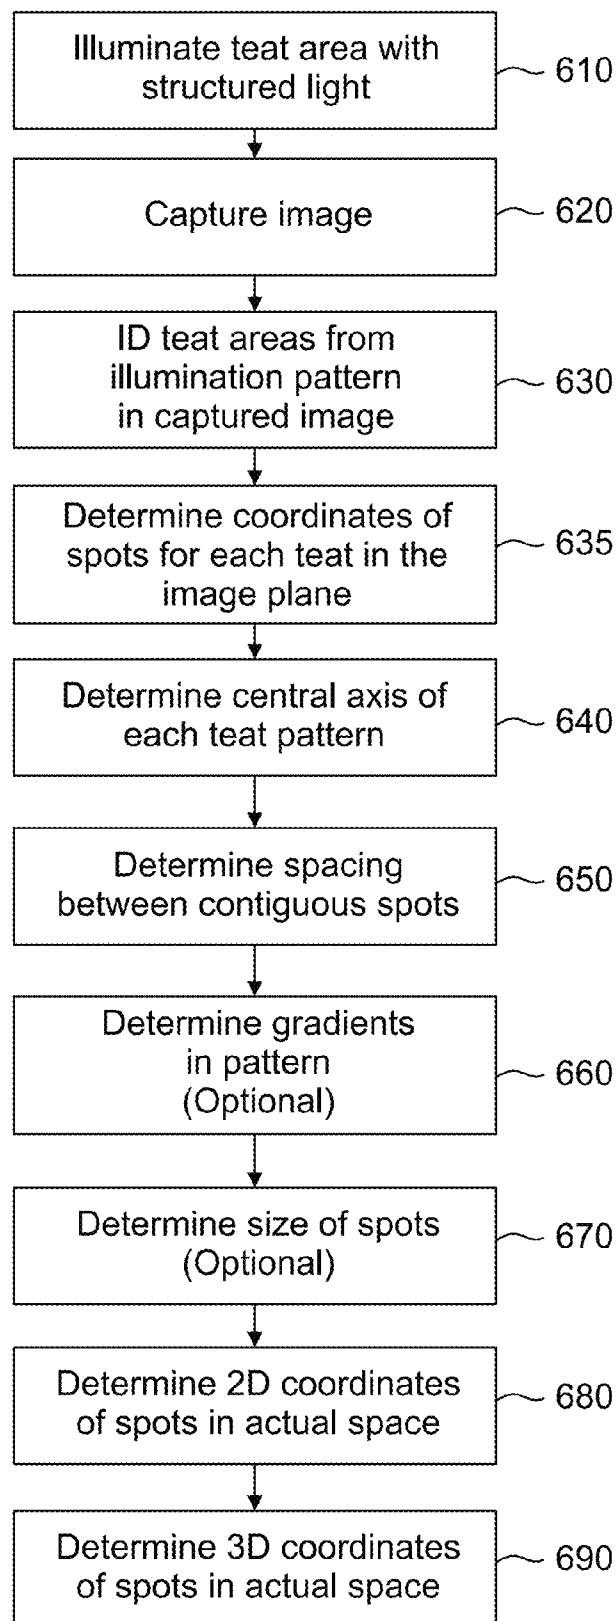 Illuminate teat area with
structured light
610
Capture image
620
ID teat areas from
illumination pattern
in captured image
630
Determine coordinates of
spots for each teat in the
image plane
635
Determine central axis of
each teat pattern
640
Determine spacing
between contiguous spots
650
Determine gradients
in pattern
(Optional)
660
Determine size of spots
(Optional)
670
Determine 2D coordinates
of spots in actual space
680
Determine 3D coordinates
of spots in actual space
690